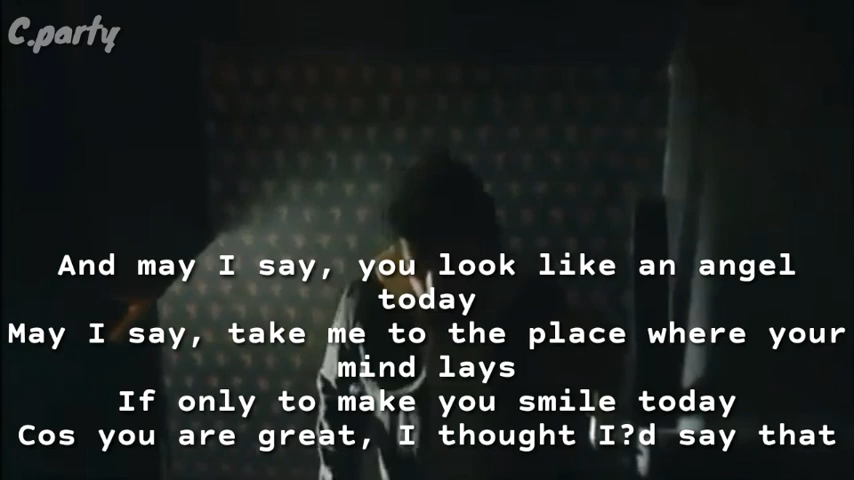 C.party
And may I say, you look like an angel
today
May I say, take me to the place where your
mind lays
If only to make you smile today
Cos you are great, I thought I?d say that